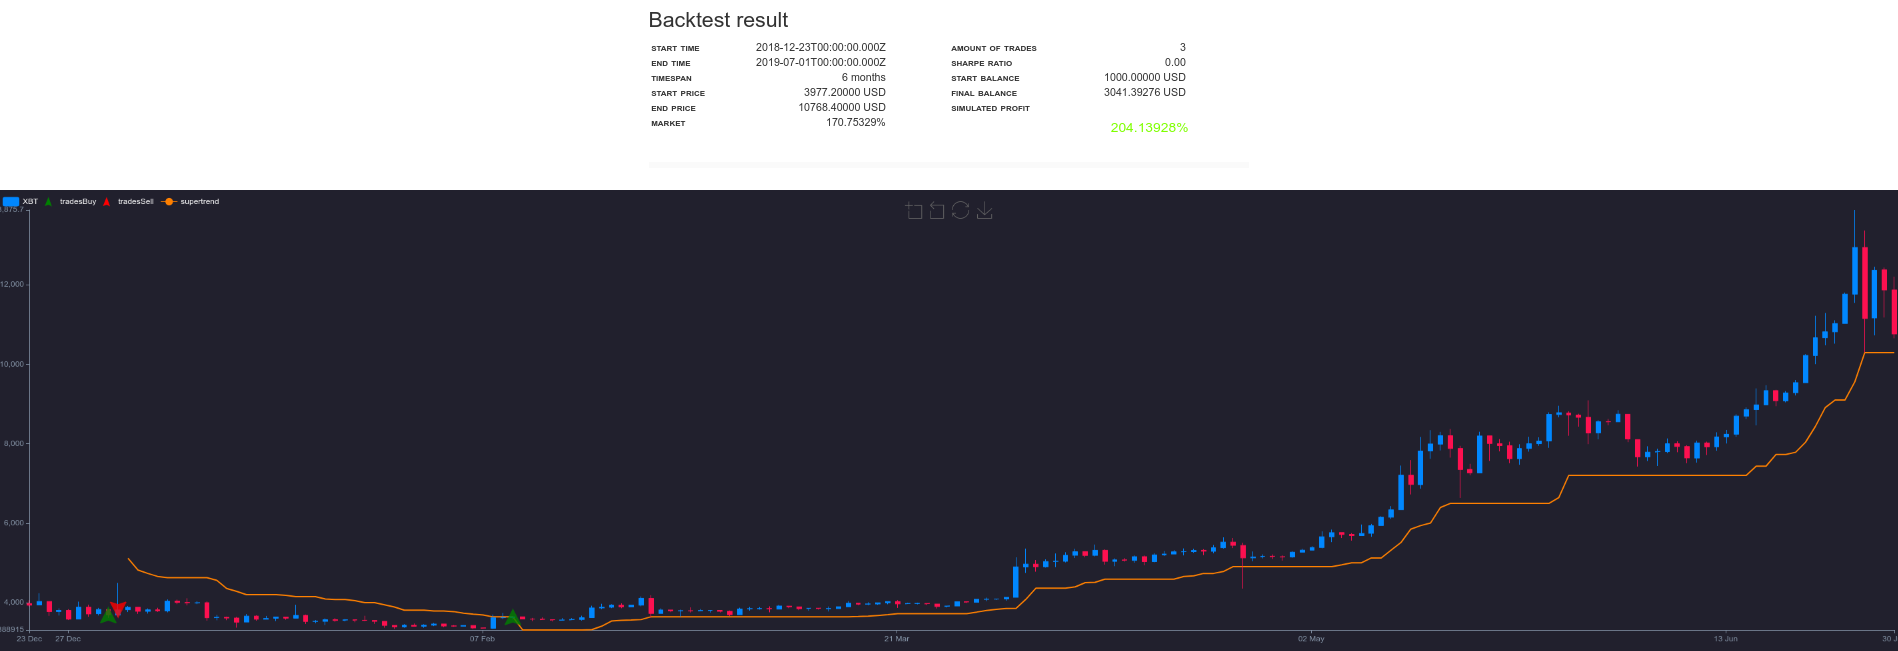 Backtest result
START TIME 2018-12-23T00:00:00.000Z
END TIME 2019-07-01T00:00:00.000Z
TIMESPAN 6 months
START PRICE 3977.20000 USD
END PRICE 10768.40000 USD
MARKET 170.75329%
AMOUNT OF TRADES 3
SHARPE RATIO 0.00
START BALANCE 1000.00000 USD
FINAL BALANCE 3041.39276 USD
SIMULATED PROFIT
204.13928%
XBT tradesBuy tradesSell supertrend
.875.7
12,000
10,000
8,000
6,000
4,000
888915
23 Dec 27 Dec 07 Feb 21 Mar 02 May 13 Jun 30 J